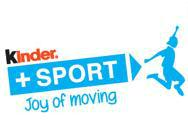 kinder.
+ SPORT
Joy of moving